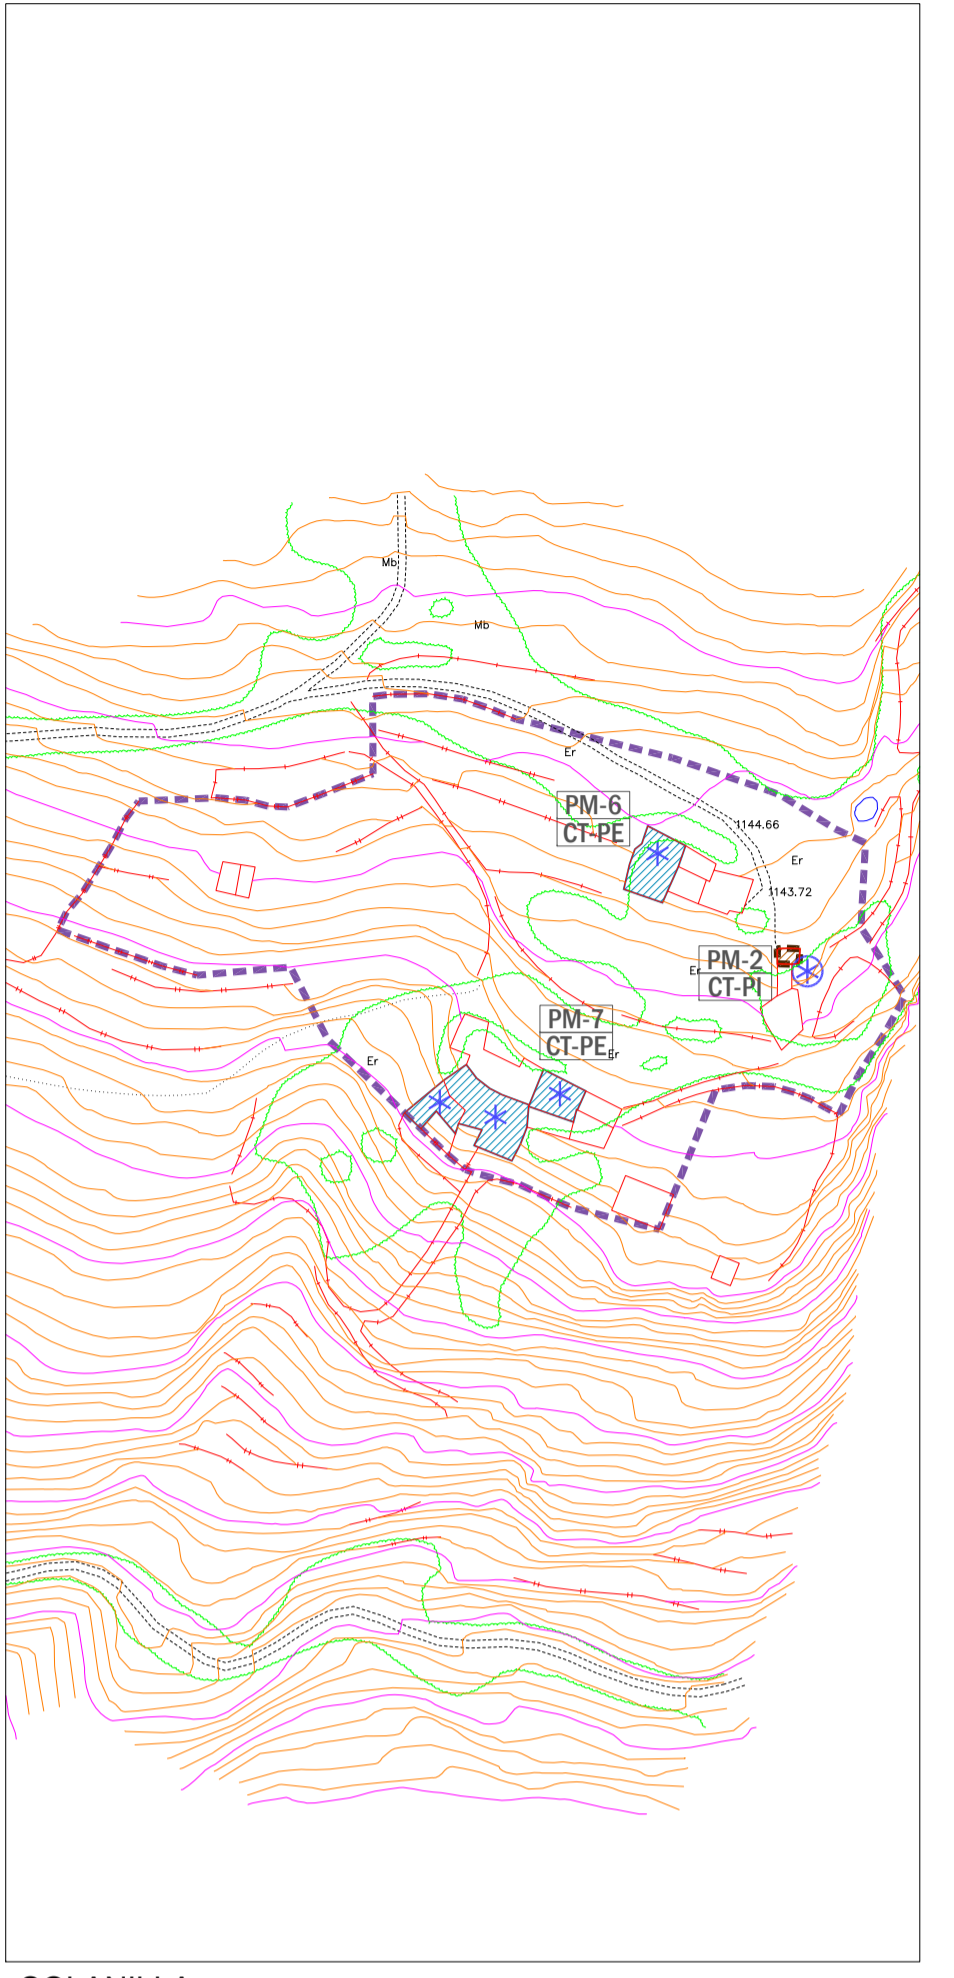 Mb
Mb
Er
PM-6
CT-PE
1144.66
Er
1143.72
PM-2
CT-PI
Er
PM-7
CT-PE
Er
Er